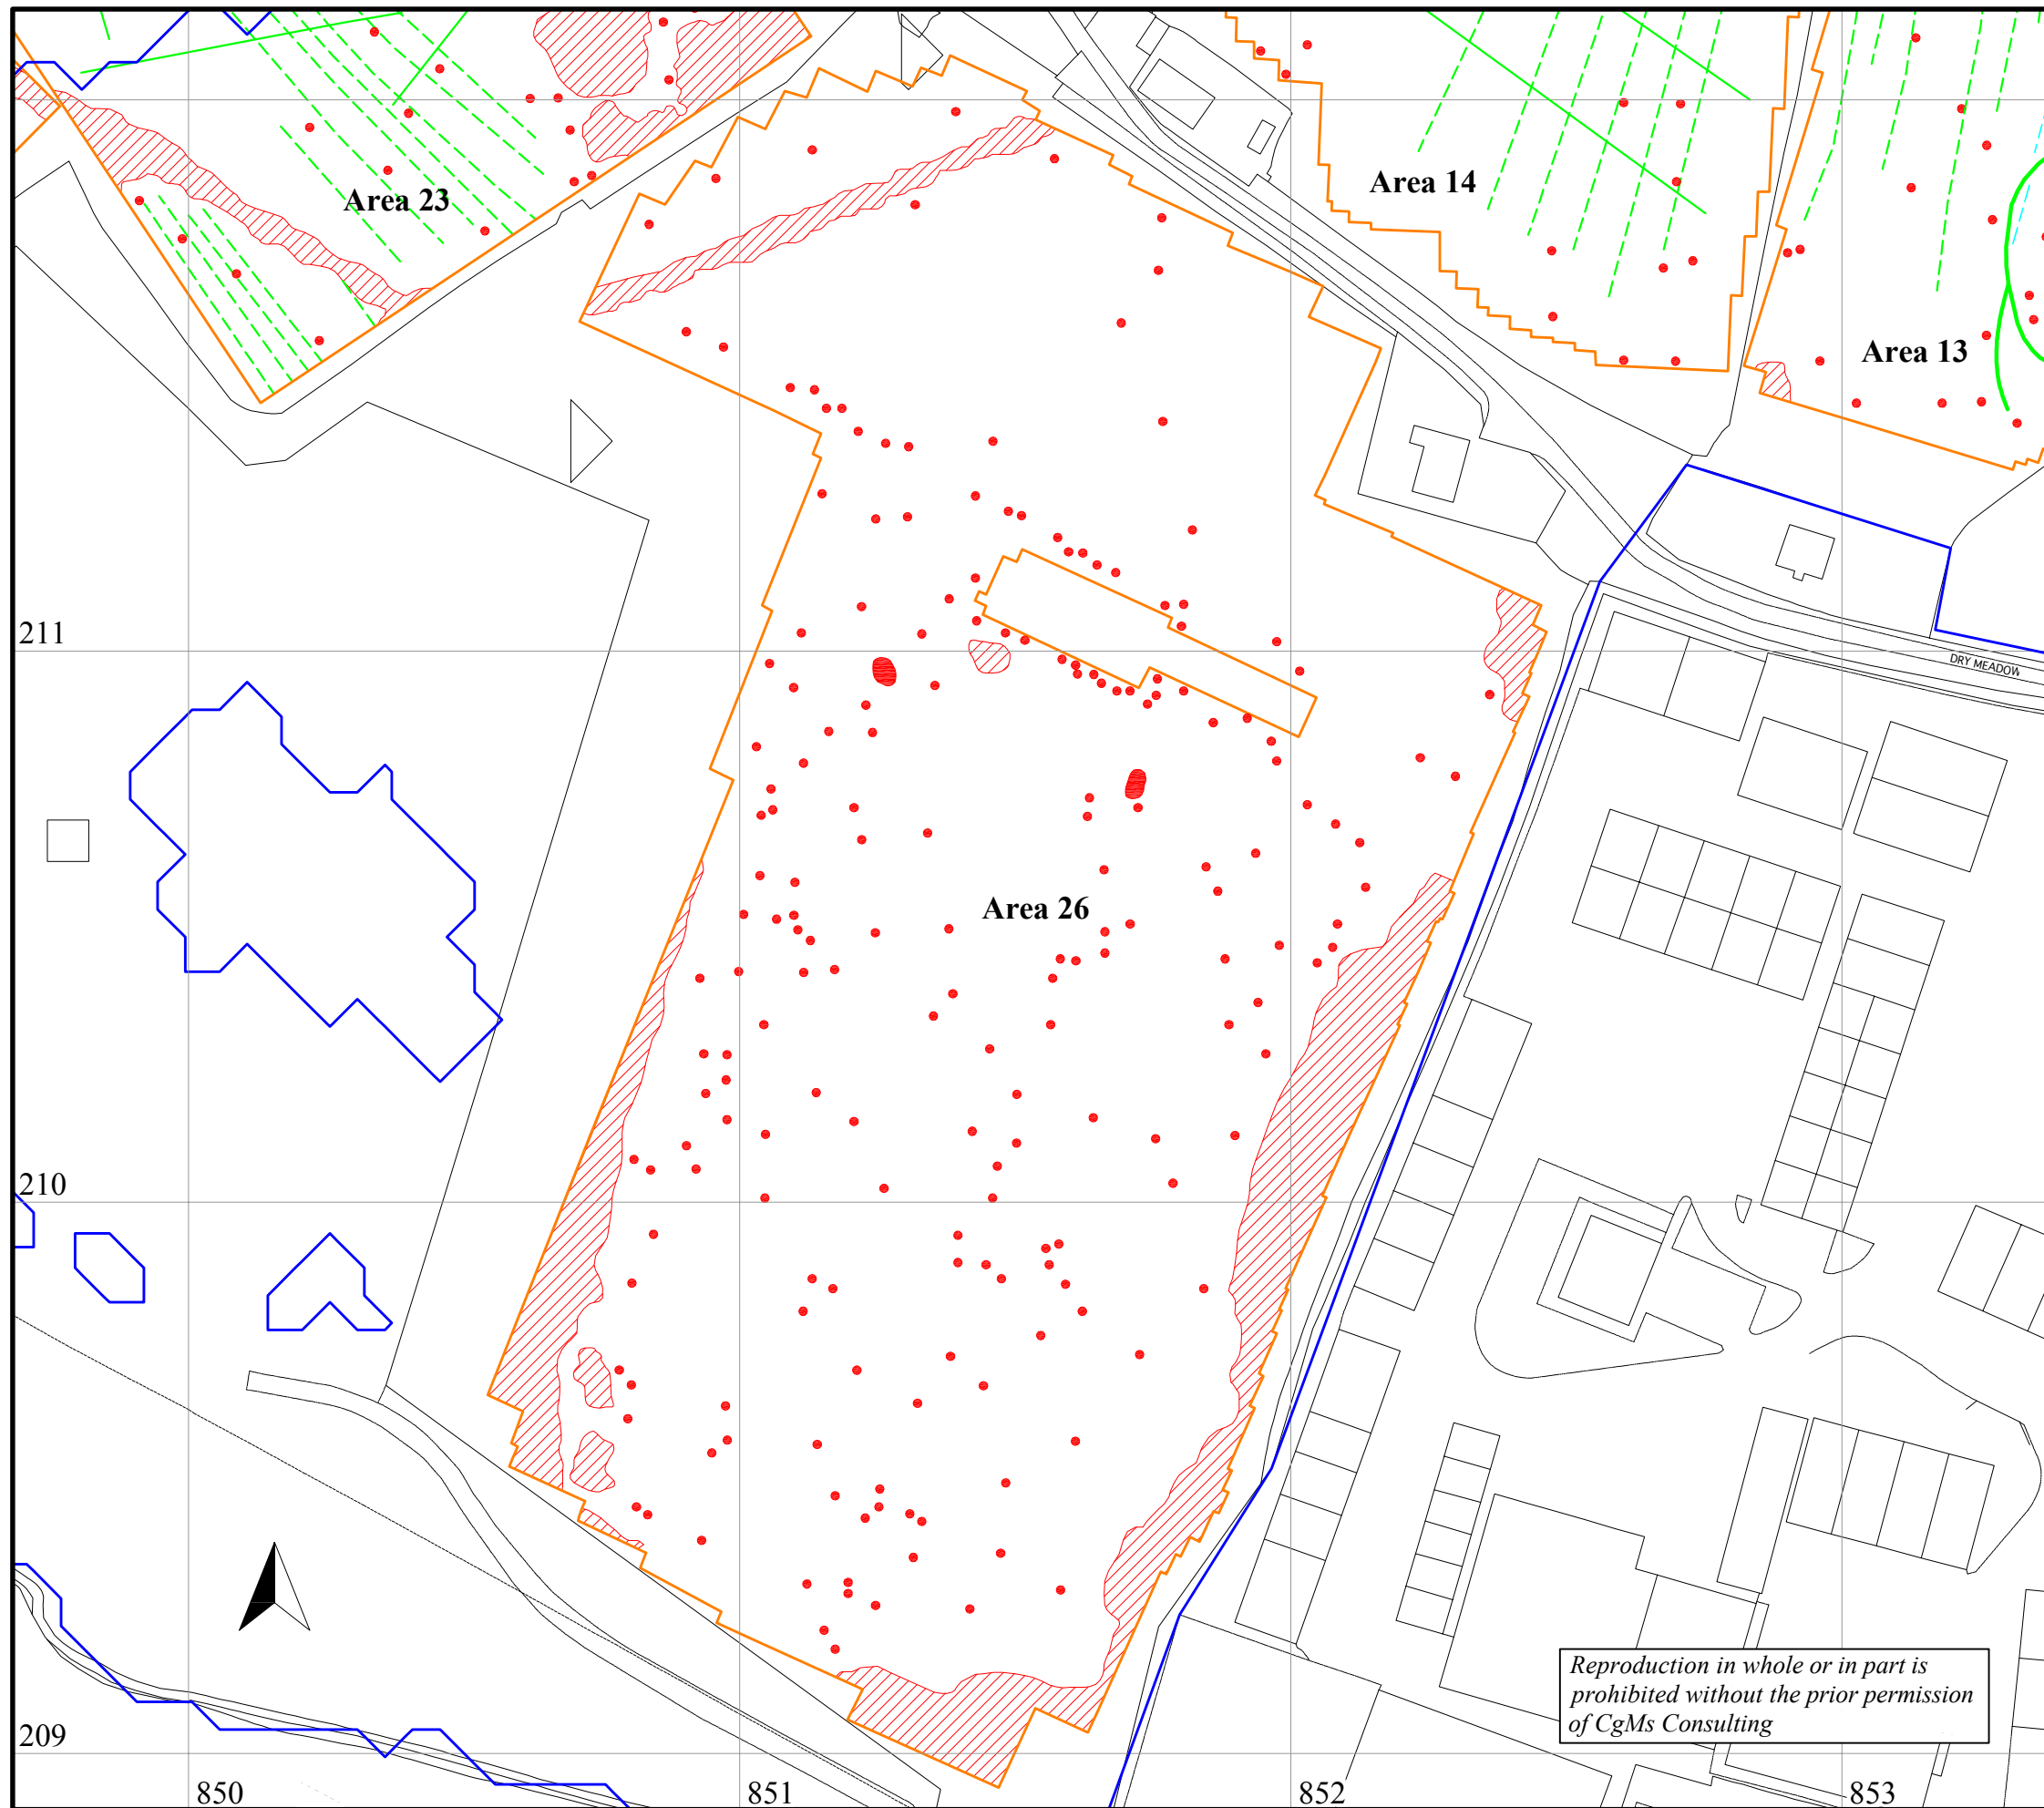 Area 23
Area 14
Area 13
211
DRY MEADOW
Area 26
210
Reproduction in whole or in part is
prohibited without the prior permission
of CgMs Consulting
209
850
851
852
853